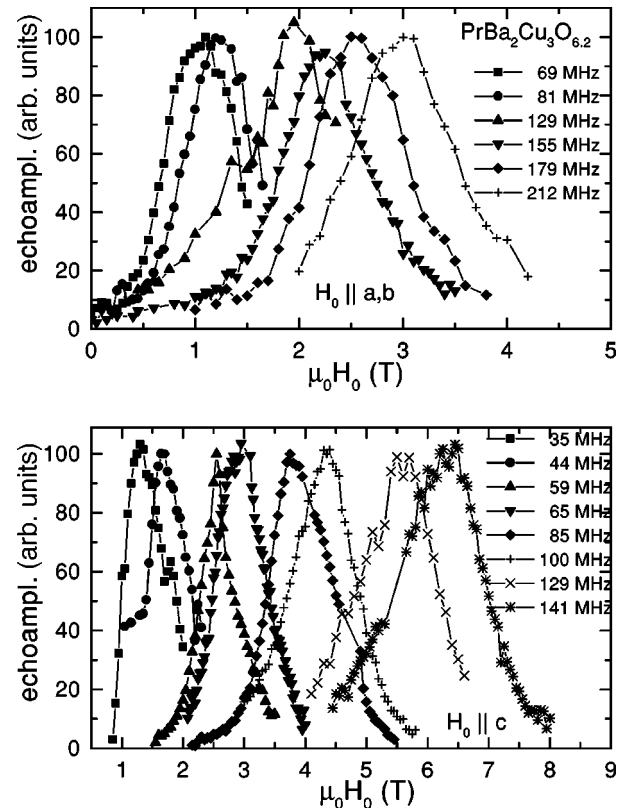 echoampl. (arb. units)
100
80
60
40
20
0
PrBa₂Cu₃O₆.₂
69 MHz
81 MHz
129 MHz
155 MHz
179 MHz
212 MHz
H₀ || a,b
0 1 2 3 4 5
μ₀H₀ (T)
echoampl. (arb. units)
100
80
60
40
20
0
35 MHz
44 MHz
59 MHz
65 MHz
85 MHz
100 MHz
129 MHz
141 MHz
H₀ || c
1 2 3 4 5 6 7 8 9
μ₀H₀ (T)